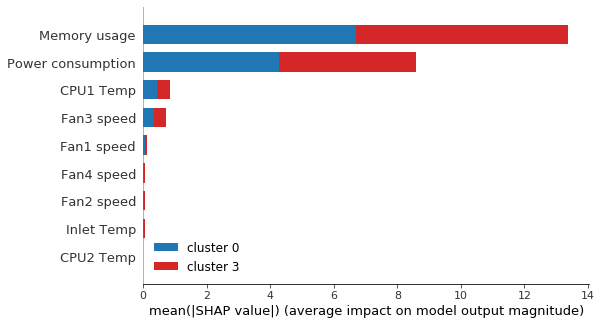 Memory usage
Power consumption
CPU1 Temp
Fan3 speed
Fan1 speed
Fan4 speed
Fan2 speed
Inlet Temp
CPU2 Temp
cluster 0
cluster 3
0 2 4 6 8 10 12 14
mean(|SHAP value|) (average impact on model output magnitude)